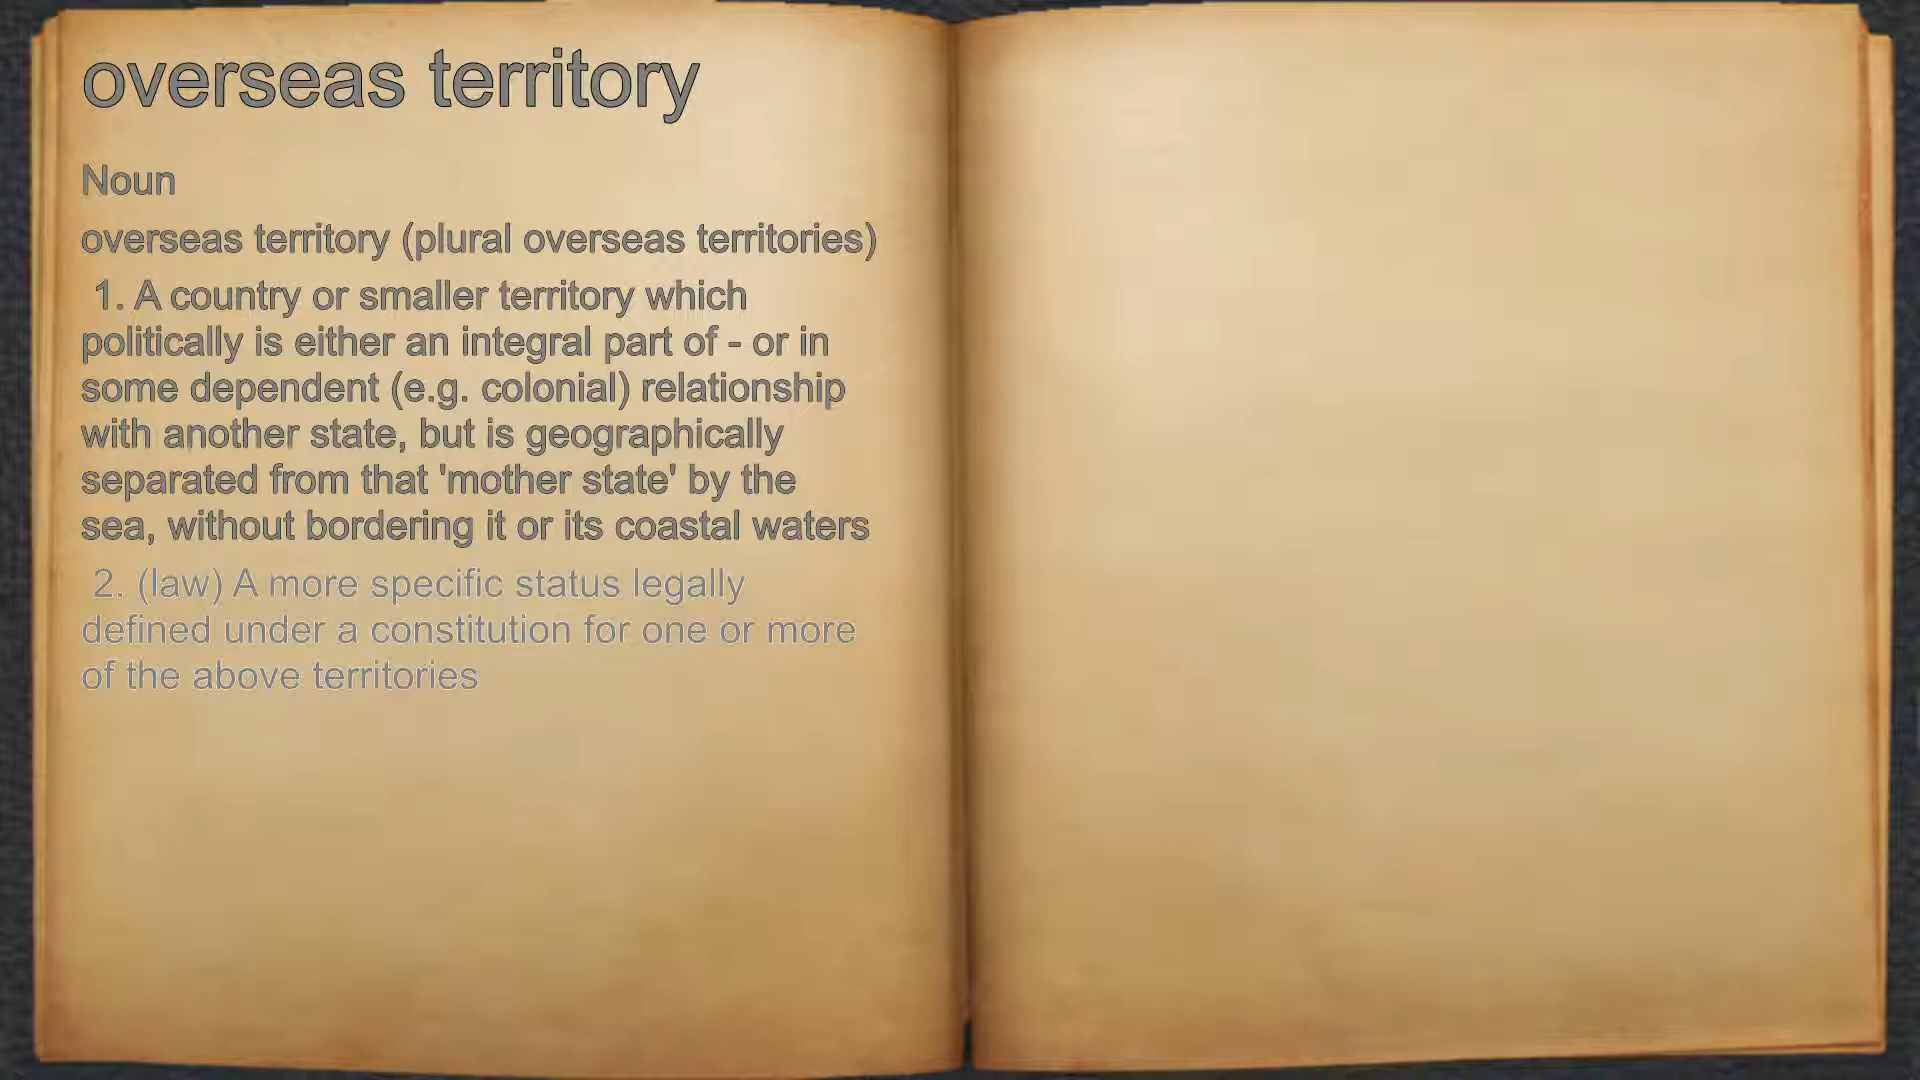 overseas territory
Noun
overseas territory (plural overseas territories)
1. A country or smaller territory which
politically is either an integral part of - or in
some dependent (e.g. colonial) relationship
with another state, but is geographically
separated from that 'mother state' by the
sea, without bordering it or its coastal waters
2. (law) A more specific status legally
defined under a constitution for one or more
of the above territories